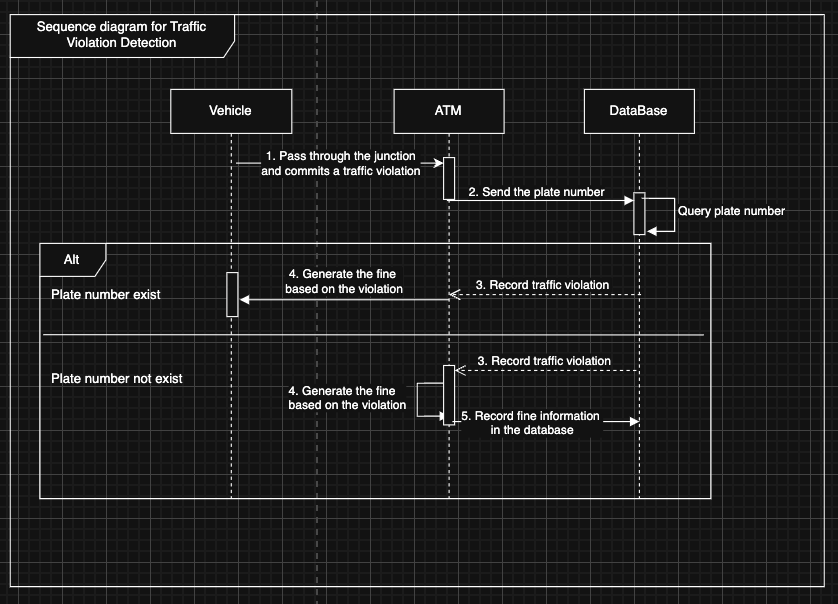 Sequence diagram for Traffic
Violation Detection
Vehicle
ATM
DataBase
1. Pass through the junction
and commits a traffic violation
2. Send the plate number
Query plate number
Alt
Plate number exist
4. Generate the fine
based on the violation
3. Record traffic violation
Plate number not exist
3. Record traffic violation
4. Generate the fine
based on the violation
5. Record fine information
in the database